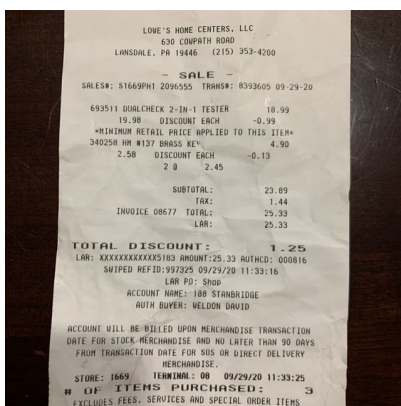 LOWE'S HOME CENTERS, LLC
630 COWPATH ROAD
LANSDALE, PA 19446 (215) 353-4200
- SALE -
SALES#: S1669PH1 2096555 TRANS#: 8393605 09-29-20
693511 DUALCHECK 2-IN-1 TESTER 18.99
19.98 DISCOUNT EACH -0.99
*MINIMUM RETAIL PRICE APPLIED TO THIS ITEM*
340258 HM #137 BRASS KEY 4.90
2.58 DISCOUNT EACH -0.13
2 @ 2.45
SUBTOTAL: 23.89
TAX: 1.44
INVOICE 08677 TOTAL: 25.33
LAR: 25.33
TOTAL DISCOUNT: 1.25
LAR: XXXXXXXXXXXX5183 AMOUNT:25.33 AUTHCD: 000816
SWIPED REFID:997325 09/29/20 11:33:16
LAR PO: Shop
ACCOUNT NAME: 188 STANBRIDGE
AUTH BUYER: WELDON DAVID
ACCOUNT WILL BE BILLED UPON MERCHANDISE TRANSACTION
DATE FOR STOCK MERCHANDISE AND NO LATER THAN 90 DAYS
FROM TRANSACTION DATE FOR SOS OR DIRECT DELIVERY
MERCHANDISE.
STORE: 1669 TERMINAL: 08 09/29/20 11:33:25
# OF ITEMS PURCHASED: 3
EXCLUDES FEES, SERVICES AND SPECIAL ORDER ITEMS